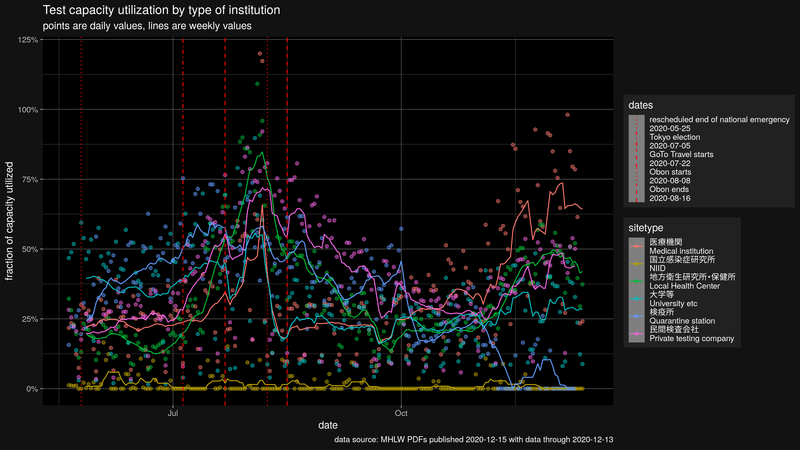 Test capacity utilization by type of institution
points are daily values, lines are weekly values
125%
100%
75%
50%
25%
0%
fraction of capacity utilized
Jul
Oct
date
dates
rescheduled end of national emergency
2020-05-25
Tokyo election
2020-07-05
GoTo Travel starts
2020-07-22
Obon starts
2020-08-08
Obon ends
2020-08-16
sitetype
医療機関
Medical institution
国立感染症研究所
NIID
地方衛生研究所・保健所
Local Health Center
大学等
University etc
検疫所
Quarantine station
民間検査会社
Private testing company
data source: MHLW PDFs published 2020-12-15 with data through 2020-12-13